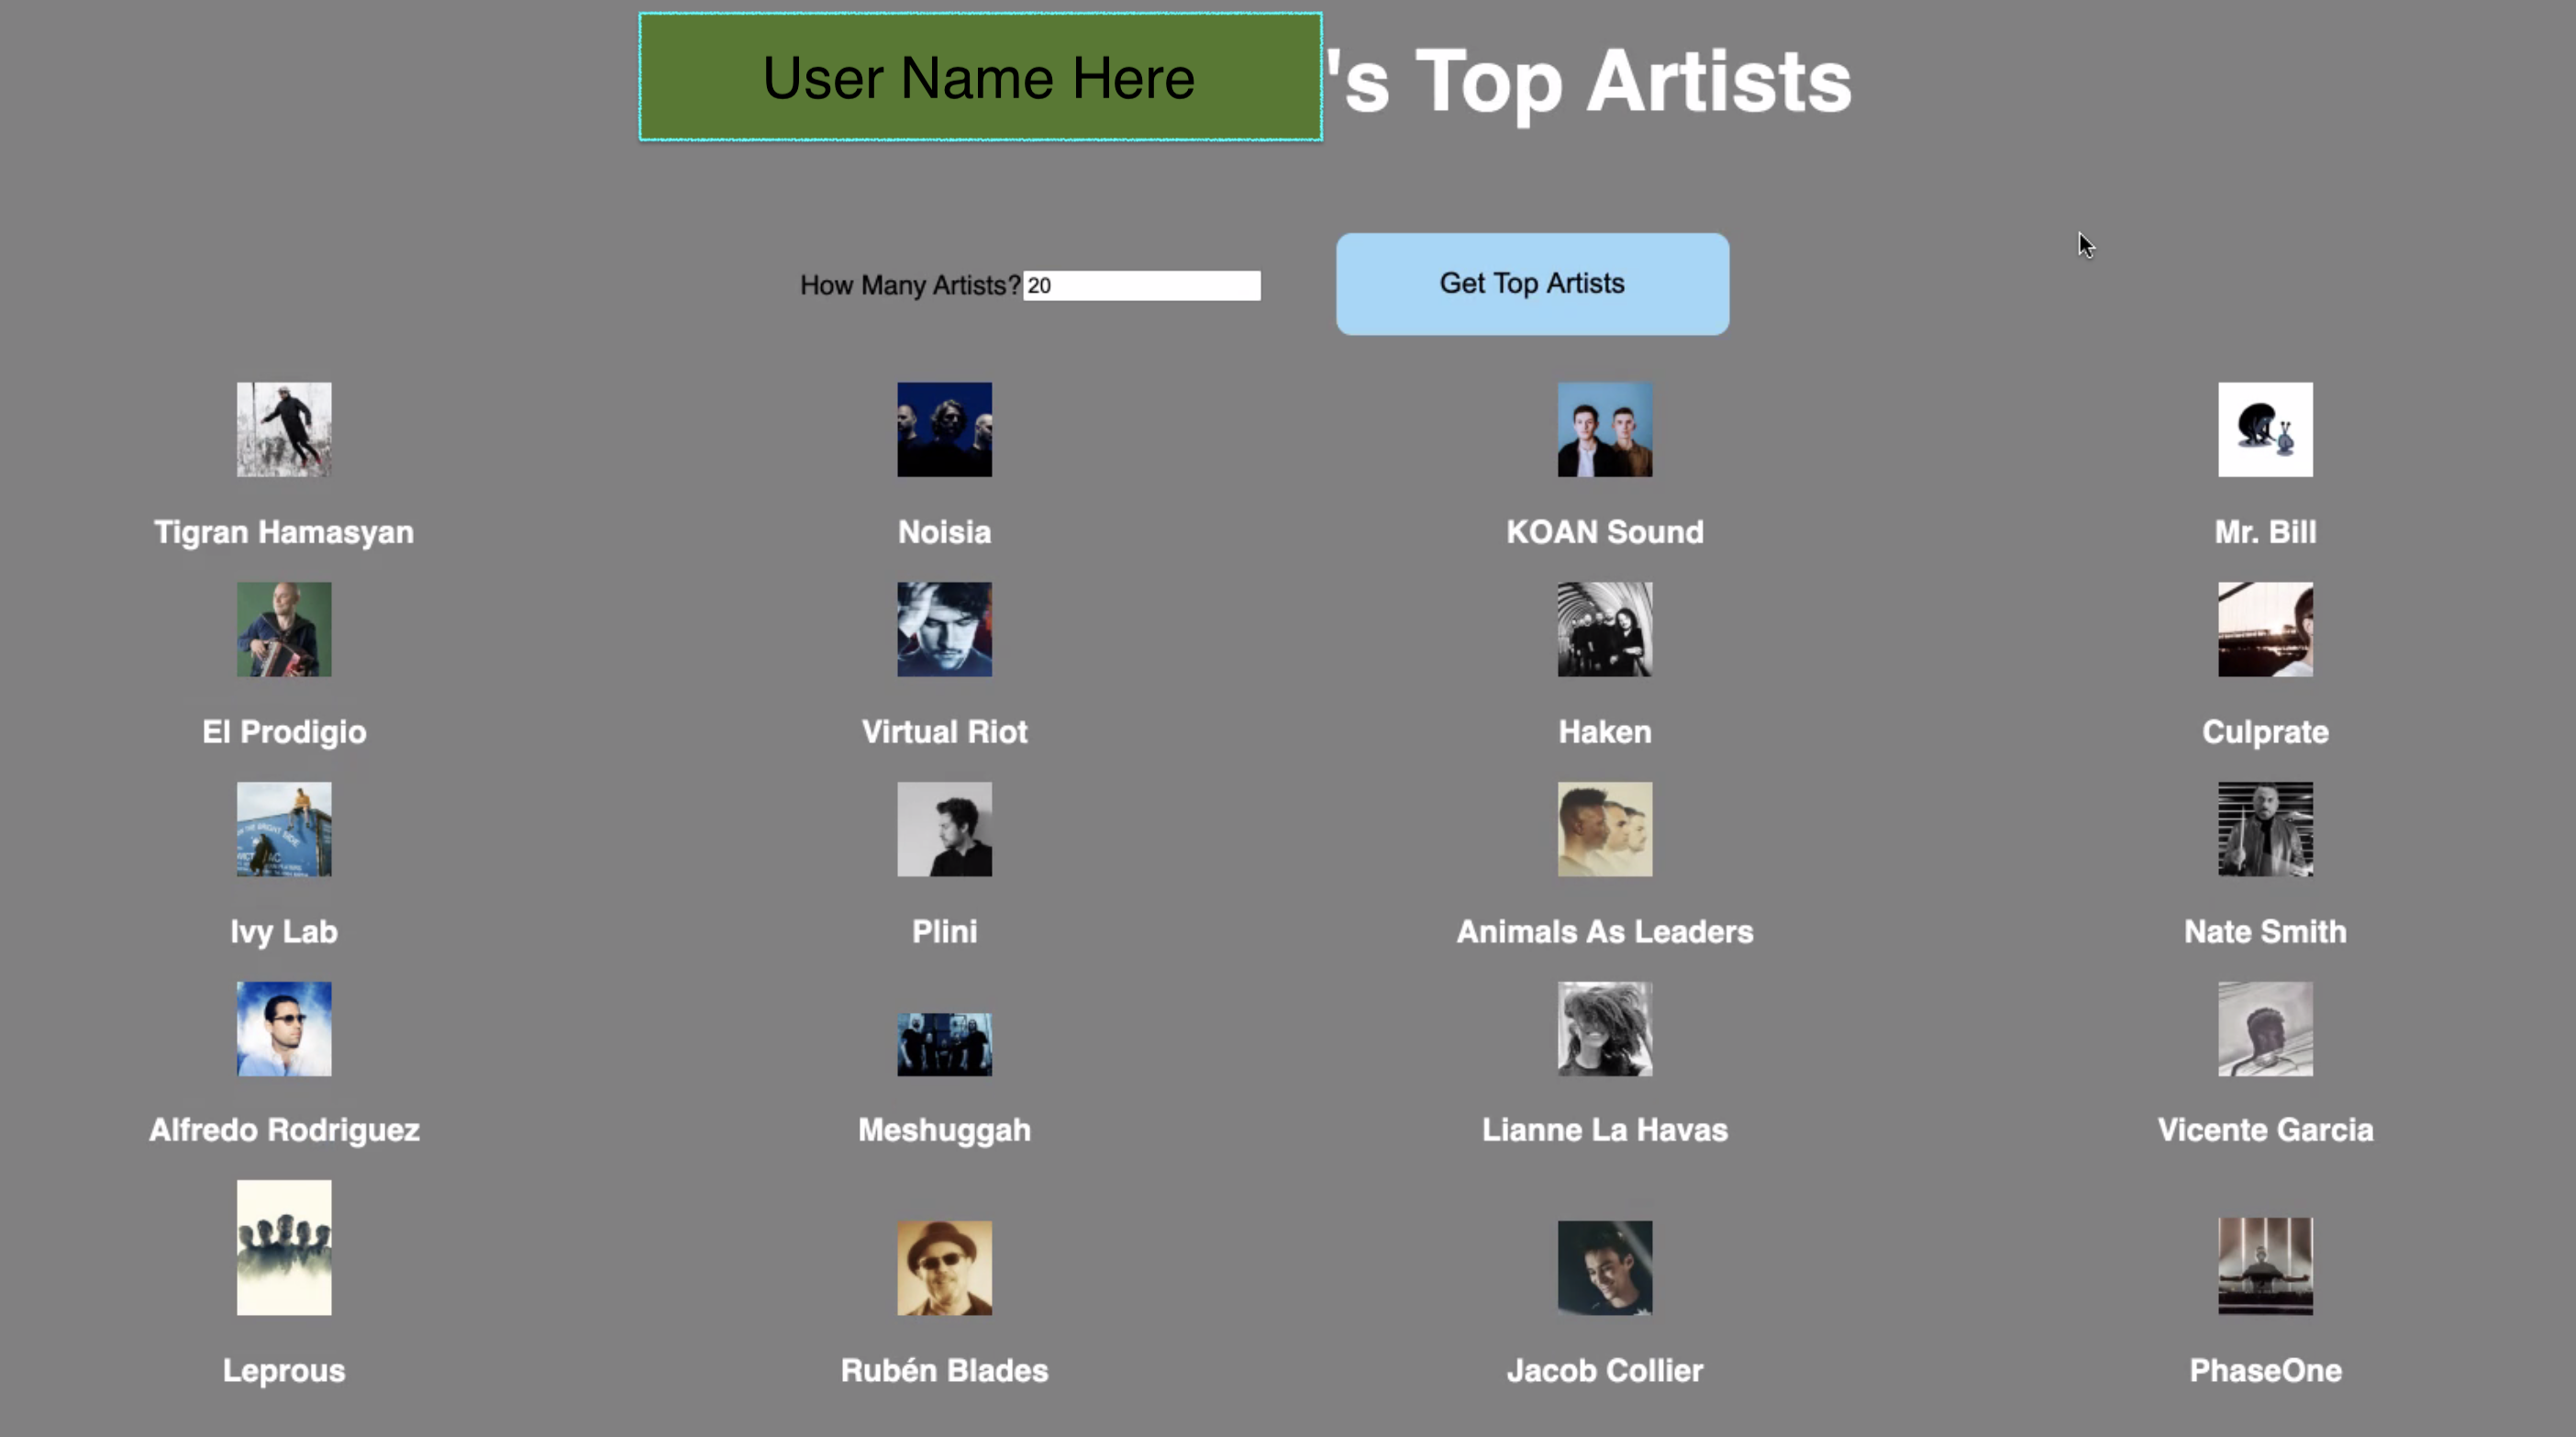 User Name Here's Top Artists
How Many Artists? 20 Get Top Artists
Tigran Hamasyan Noisia KOAN Sound Mr. Bill
El Prodigio Virtual Riot Haken Culprate
Ivy Lab Plini Animals As Leaders Nate Smith
Alfredo Rodriguez Meshuggah Lianne La Havas Vicente Garcia
Leprous Rubén Blades Jacob Collier PhaseOne